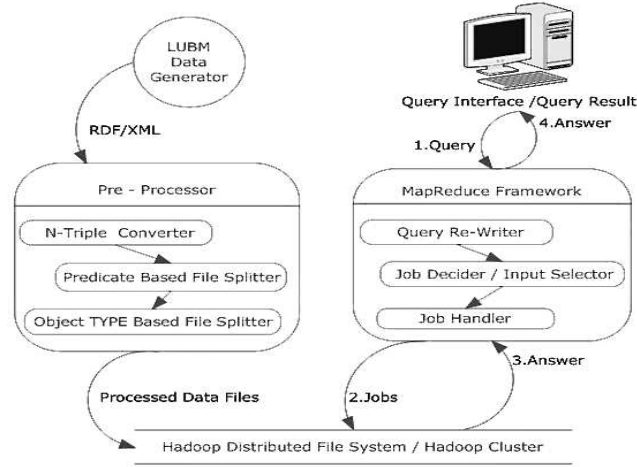 LUBM
Data
Generator
RDF/XML
Pre - Processor
N-Triple Converter
Predicate Based File Splitter
Object TYPE Based File Splitter
Processed Data Files
Query Interface /Query Result
4.Answer
1.Query
MapReduce Framework
Query Re-Writer
Job Decider / Input Selector
Job Handler
3.Answer
2.Jobs
Hadoop Distributed File System / Hadoop Cluster